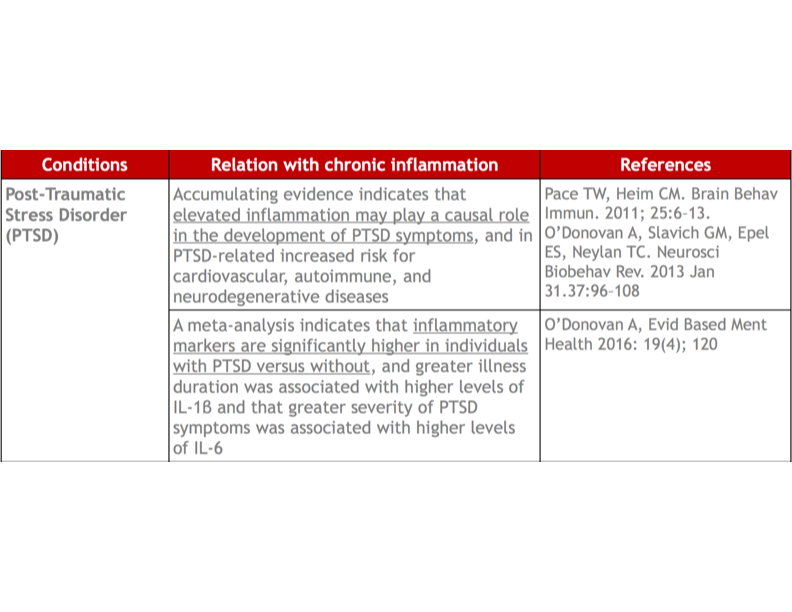 Conditions
Relation with chronic inflammation
References
Post-Traumatic
Stress Disorder
(PTSD)
Accumulating evidence indicates that
elevated inflammation may play a causal role
in the development of PTSD symptoms, and in
PTSD-related increased risk for
cardiovascular, autoimmune, and
neurodegenerative diseases
Pace TW, Heim CM. Brain Behav
Immun. 2011; 25:6–13.
O’Donovan A, Slavich GM, Epel
ES, Neylan TC. Neurosci
Biobehav Rev. 2013 Jan
31.37:96–108
A meta-analysis indicates that inflammatory
markers are significantly higher in individuals
with PTSD versus without, and greater illness
duration was associated with higher levels of
IL-1ß and that greater severity of PTSD
symptoms was associated with higher levels
of IL-6
O’Donovan A, Evid Based Ment
Health 2016: 19(4); 120